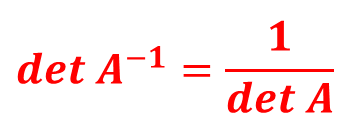 det A⁻¹ = 1 / det A